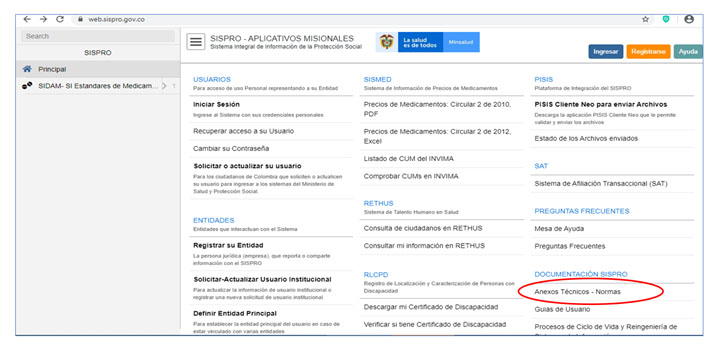 web.sispro.gov.co
Search
SISPRO
Principal
SIDAM- SI Estandares de Medicam...
SISPRO - APLICATIVOS MISIONALES
Sistema Integral de Información de la Protección Social
La salud
es de todos
Minsalud
Ingresar
Registrarse
Ayuda
USUARIOS
Para acceso de uso Personal representando a su Entidad
Iniciar Sesión
Ingrese al Sistema con sus credenciales personales
Recuperar acceso a su Usuario
Cambiar su Contraseña
Solicitar o actualizar su usuario
Para los ciudadanos de Colombia que soliciten o actualicen
su usuario para ingresar a los sistemas del Ministerio de
Salud y Protección Social.
ENTIDADES
Entidades que interactuan con el Sistema
Registrar su Entidad
La persona jurídica (empresa), que reporta o comparte
información con el SISPRO
Solicitar-Actualizar Usuario Institucional
Para actualizar la información de usuario institucional o
registrar una nueva solicitud de usuario institucional
Definir Entidad Principal
Para establecer la entidad principal del usuario en caso de
estar vinculado con varias entidades
SISMED
Sistema de Información de Precios de Medicamentos
Precios de Medicamentos: Circular 2 de 2010,
PDF
Precios de Medicamentos: Circular 2 de 2012,
Excel
Listado de CUM del INVIMA
Comprobar CUMs en INVIMA
RETHUS
Sistema de Talento Humano en Salud
Consulta de ciudadanos en RETHUS
Consultar mi información en RETHUS
RLCPD
Registro de Localización y Caracterización de Personas con
Discapacidad
Descargar mi Certificado de Discapacidad
Verificar si tiene Certificado de Discapacidad
PISIS
Plataforma de Integración del SISPRO
PISIS Cliente Neo para enviar Archivos
Descarga la aplicación PISIS Cliente Neo que le permite
validar y enviar los archivos
Estado de los Archivos enviados
SAT
Sistema de Afiliación Transaccional (SAT)
PREGUNTAS FRECUENTES
Mesa de Ayuda
Preguntas Frecuentes
DOCUMENTACIÓN SISPRO
Anexos Técnicos - Normas
Guías de Usuario
Procesos de Ciclo de Vida y Reingeniería de